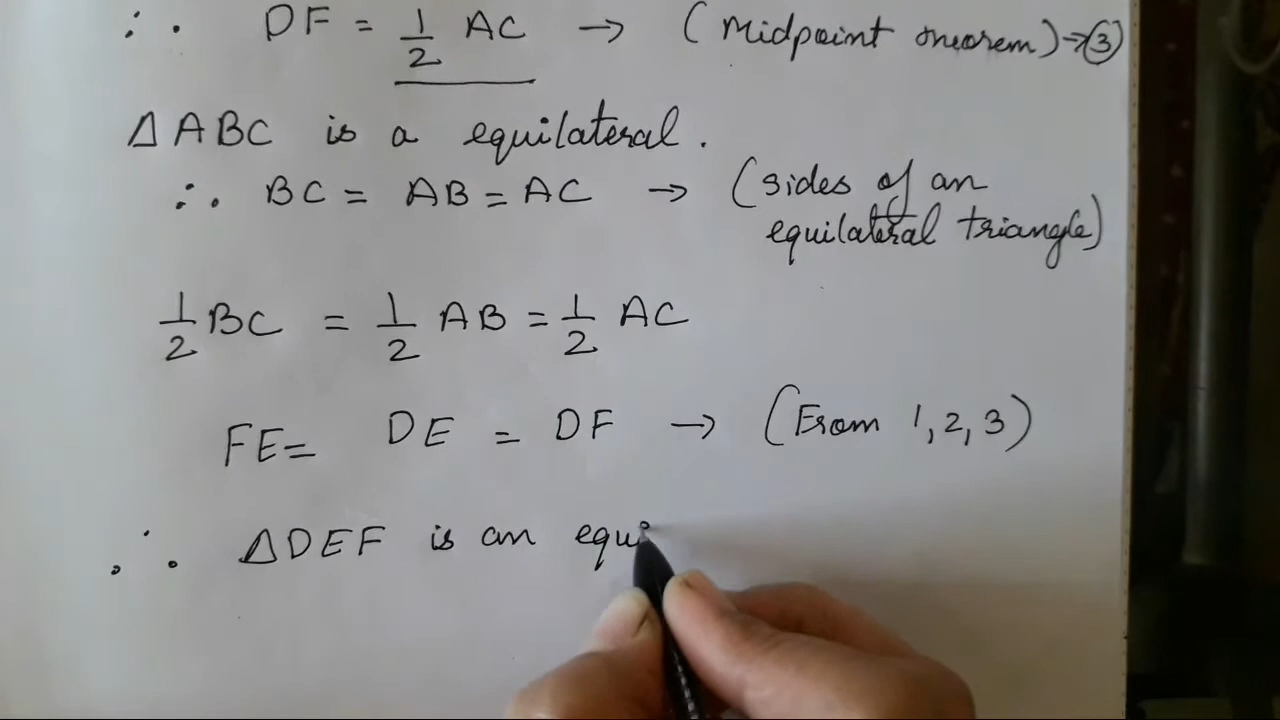 ∴ DF = 1/2 AC → (Midpoint theorem) → ③
Δ ABC is a equilateral.
∴ BC = AB = AC → (sides of an
equilateral triangle)
1/2 BC = 1/2 AB = 1/2 AC
FE = DE = DF → (From 1, 2, 3)
∴ Δ DEF is an equi